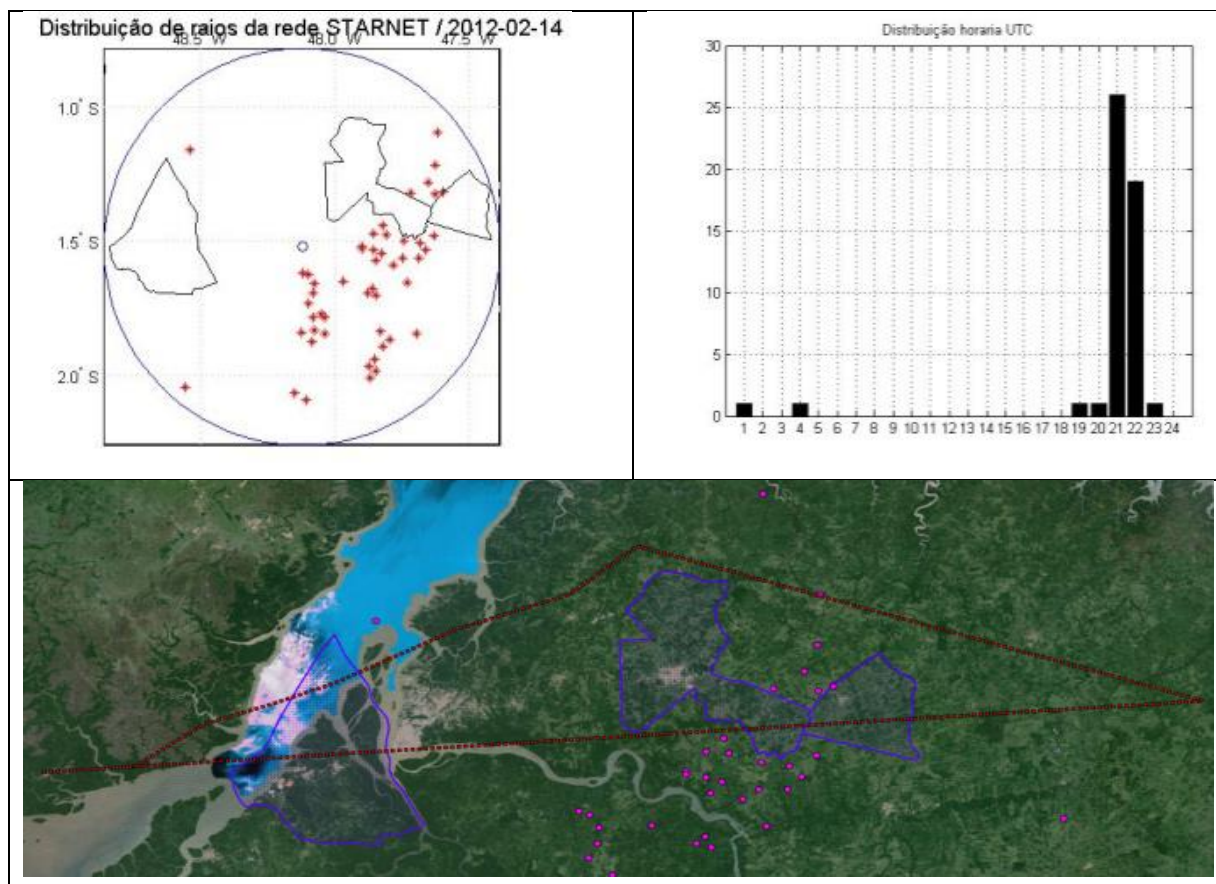 Distribuição de raios da rede STARNET / 2012-02-14
48.5° W 48.0° W 47.5° W
1.0° S
1.5° S
2.0° S
Distribuição horaria UTC
30
25
20
15
10
5
0
1 2 3 4 5 6 7 8 9 10 11 12 13 14 15 16 17 18 19 20 21 22 23 24